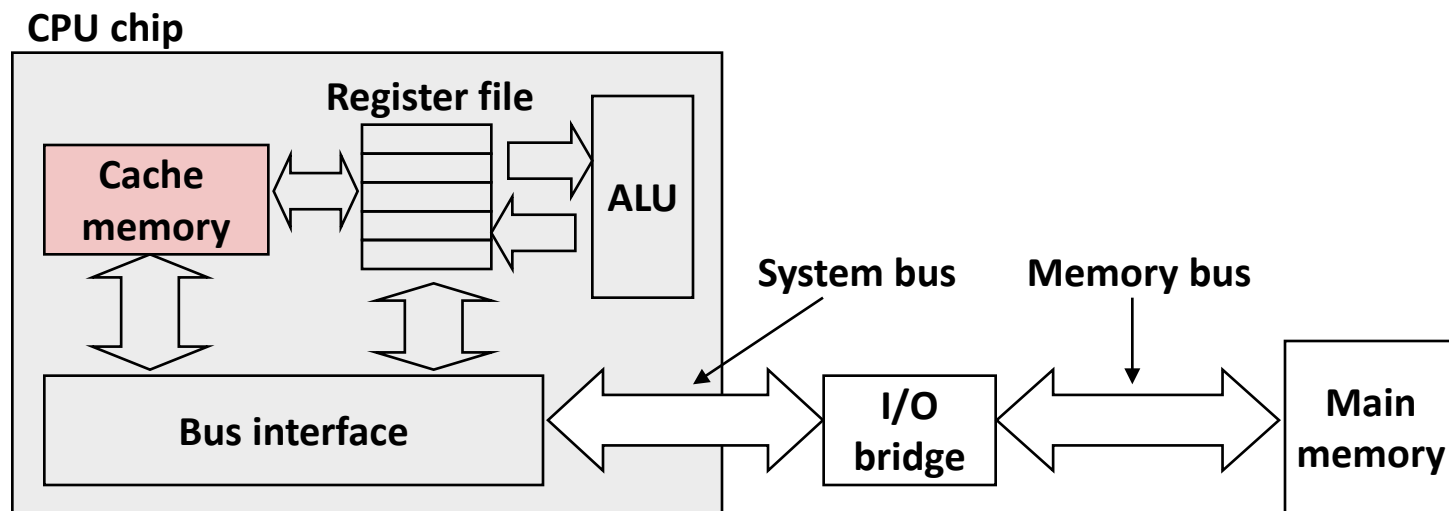 CPU chip
Register file
Cache
memory
ALU
System bus
Memory bus
Bus interface
I/O
bridge
Main
memory